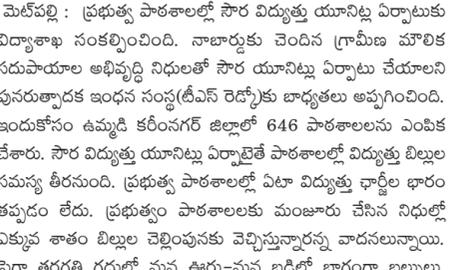 మెట్‌పల్లి : ప్రభుత్వ పాఠశాలల్లో సౌర విద్యుత్తు యూనిట్ల ఏర్పాటుకు
విద్యాశాఖ సంకల్పించింది. నాబార్డుకు చెందిన గ్రామీణ మౌలిక
సదుపాయాల అభివృద్ధి నిధులతో సౌర యూనిట్లు ఏర్పాటు చేయాలని
పునరుత్పాదక ఇంధన సంస్థ(టీఎస్ రెడ్కో)కు బాధ్యతలు అప్పగించింది.
ఇందుకోసం ఉమ్మడి కరీంనగర్ జిల్లాలో 646 పాఠశాలలను ఎంపిక
చేశారు. సౌర విద్యుత్తు యూనిట్లు ఏర్పాటైతే పాఠశాలల్లో విద్యుత్ బిల్లుల
సమస్య తీరనుంది. ప్రభుత్వ పాఠశాలల్లో ఏటా విద్యుత్తు ఛార్జీల భారం
తప్పడం లేదు. ప్రభుత్వం పాఠశాలలకు మంజూరు చేసిన నిధుల్లో
ఎక్కువ శాతం బిల్లుల చెల్లింపునకు వెచ్చిస్తున్నారన్న వాదనలున్నాయి.